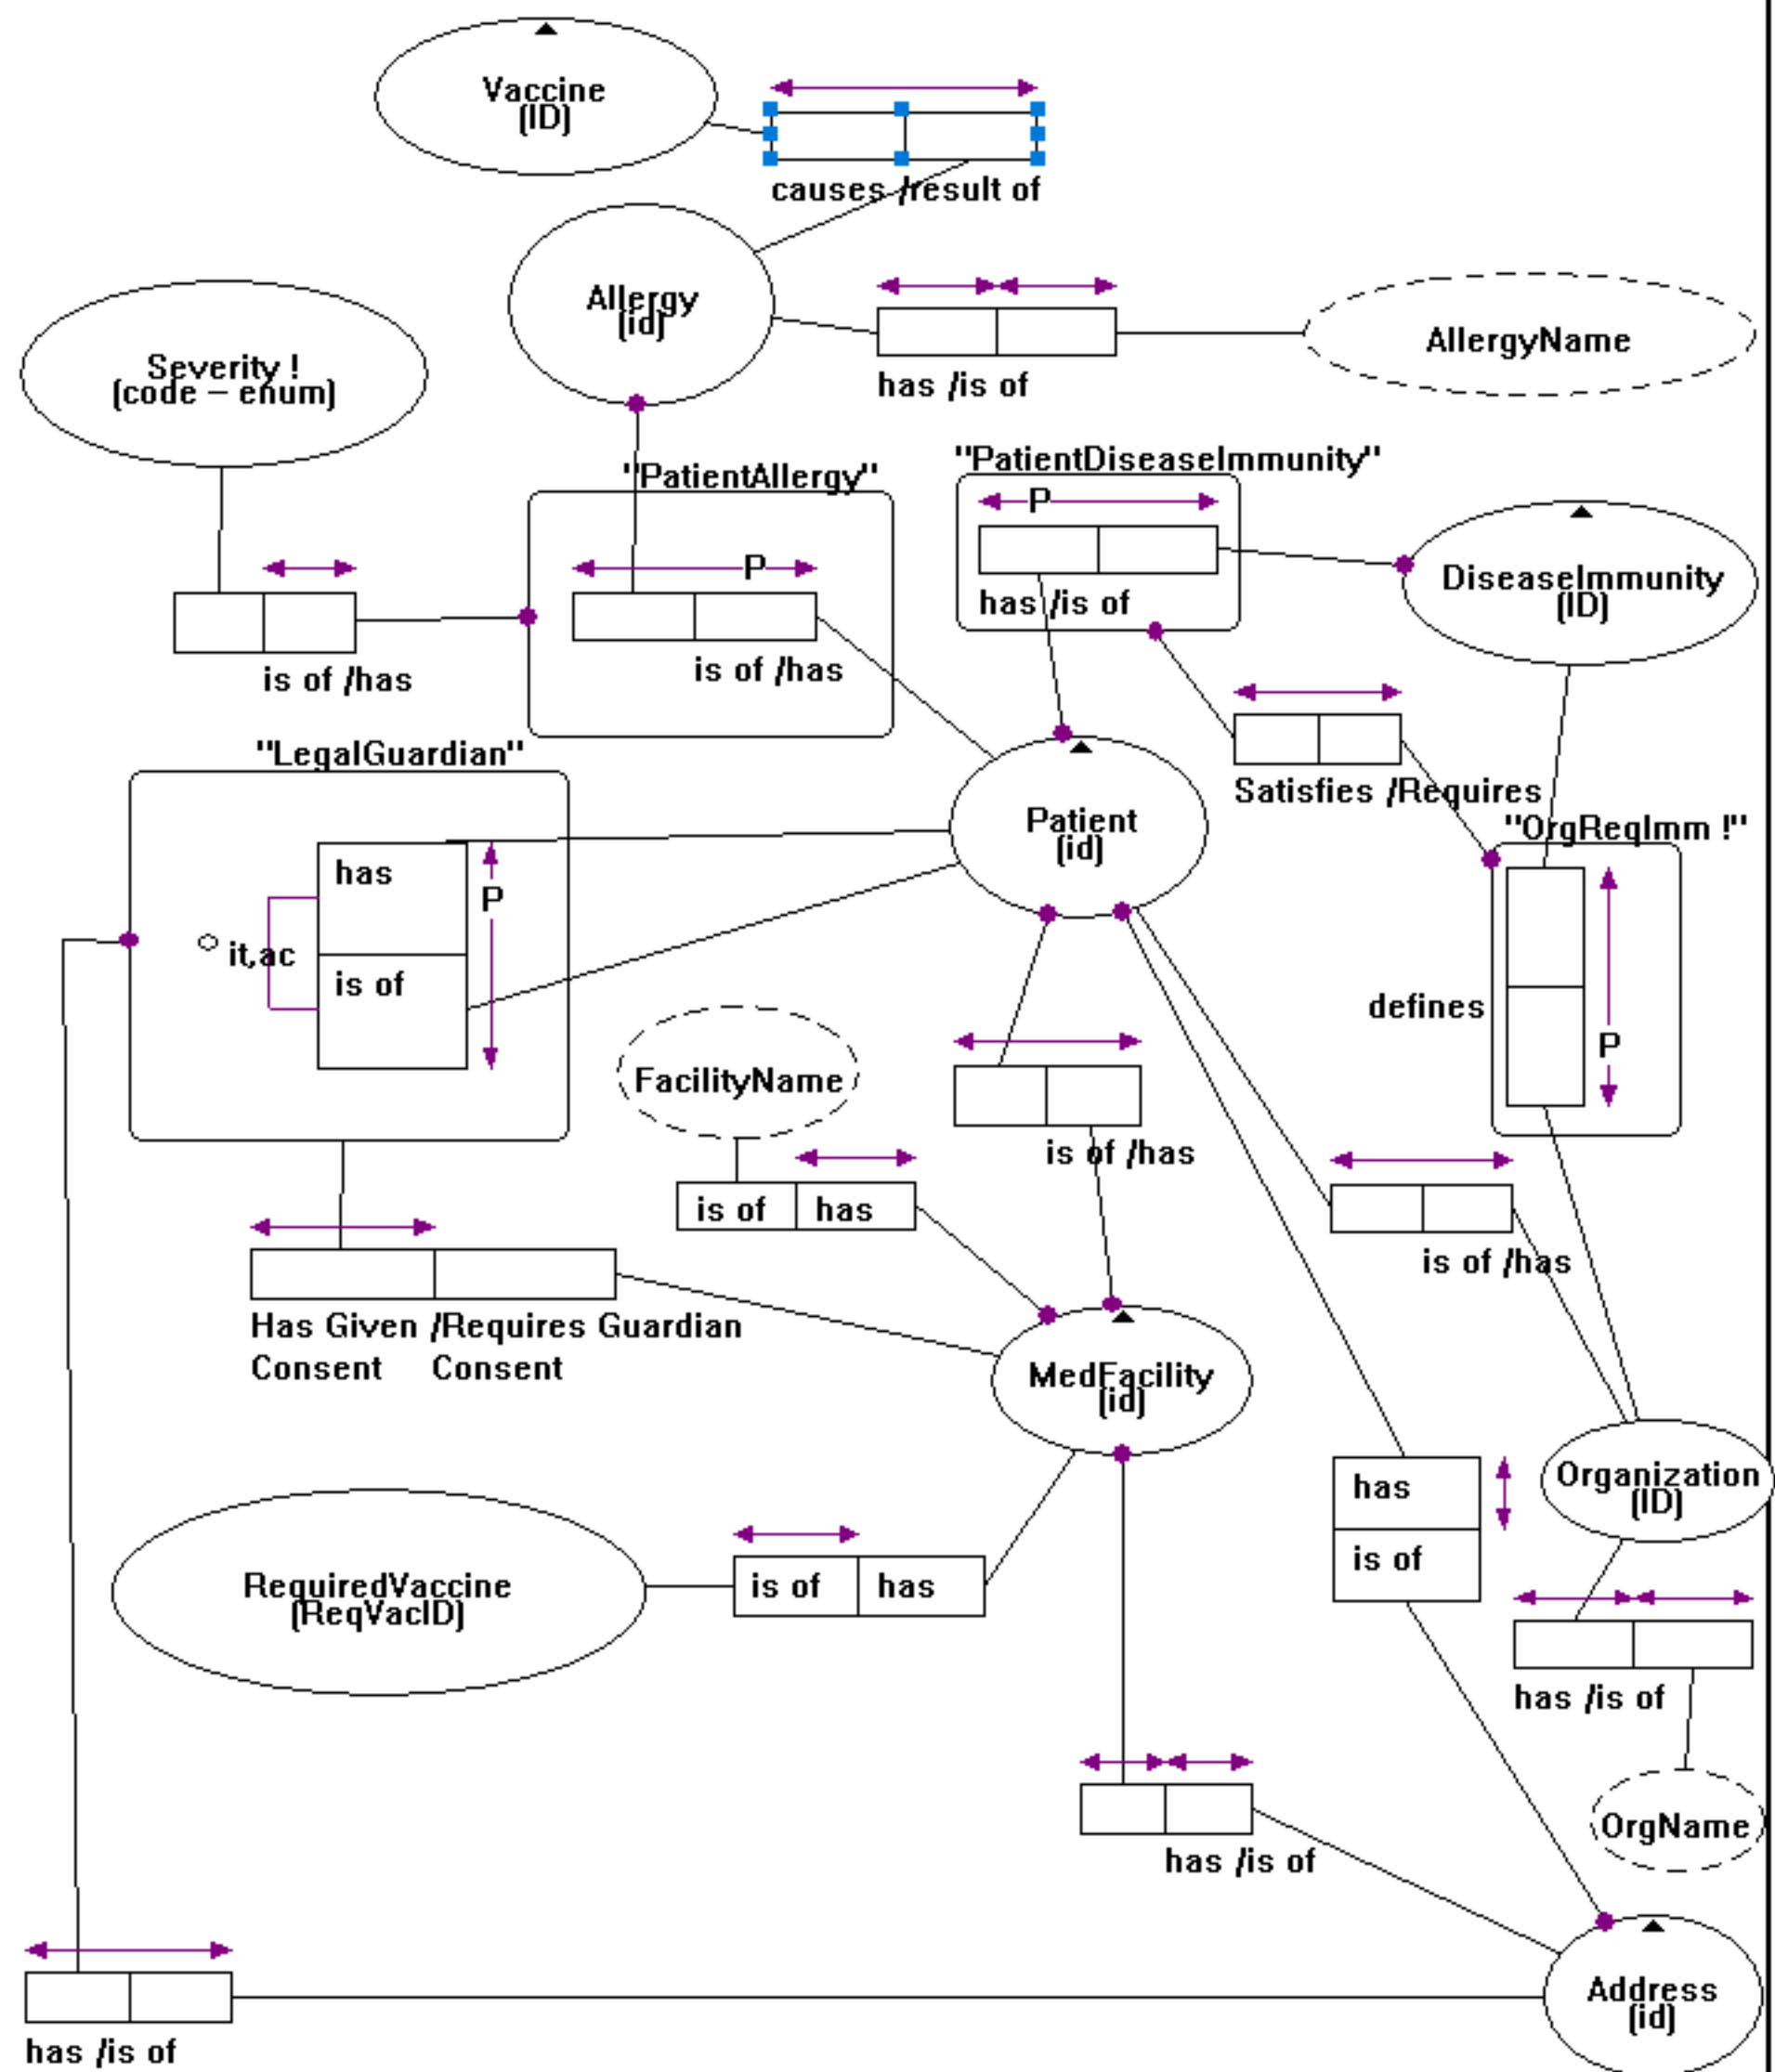 Vaccine
(ID)
causes /result of
Allergy
(id)
AllergyName
has /is of
Severity !
(code – enum)
"PatientAllergy"
"PatientDiseaseImmunity"
P
P
DiseaseImmunity
(ID)
has /is of
is of /has
is of /has
"LegalGuardian"
Satisfies /Requires
Patient
(id)
"OrgReqImm !"
has
P
it,ac
is of
defines
P
FacilityName
is of /has
is of has
is of /has
Has Given /Requires Guardian
Consent Consent
MedFacility
(id)
has
Organization
(ID)
is of
RequiredVaccine
(ReqVacID)
is of has
has /is of
OrgName
has /is of
Address
(id)
has /is of